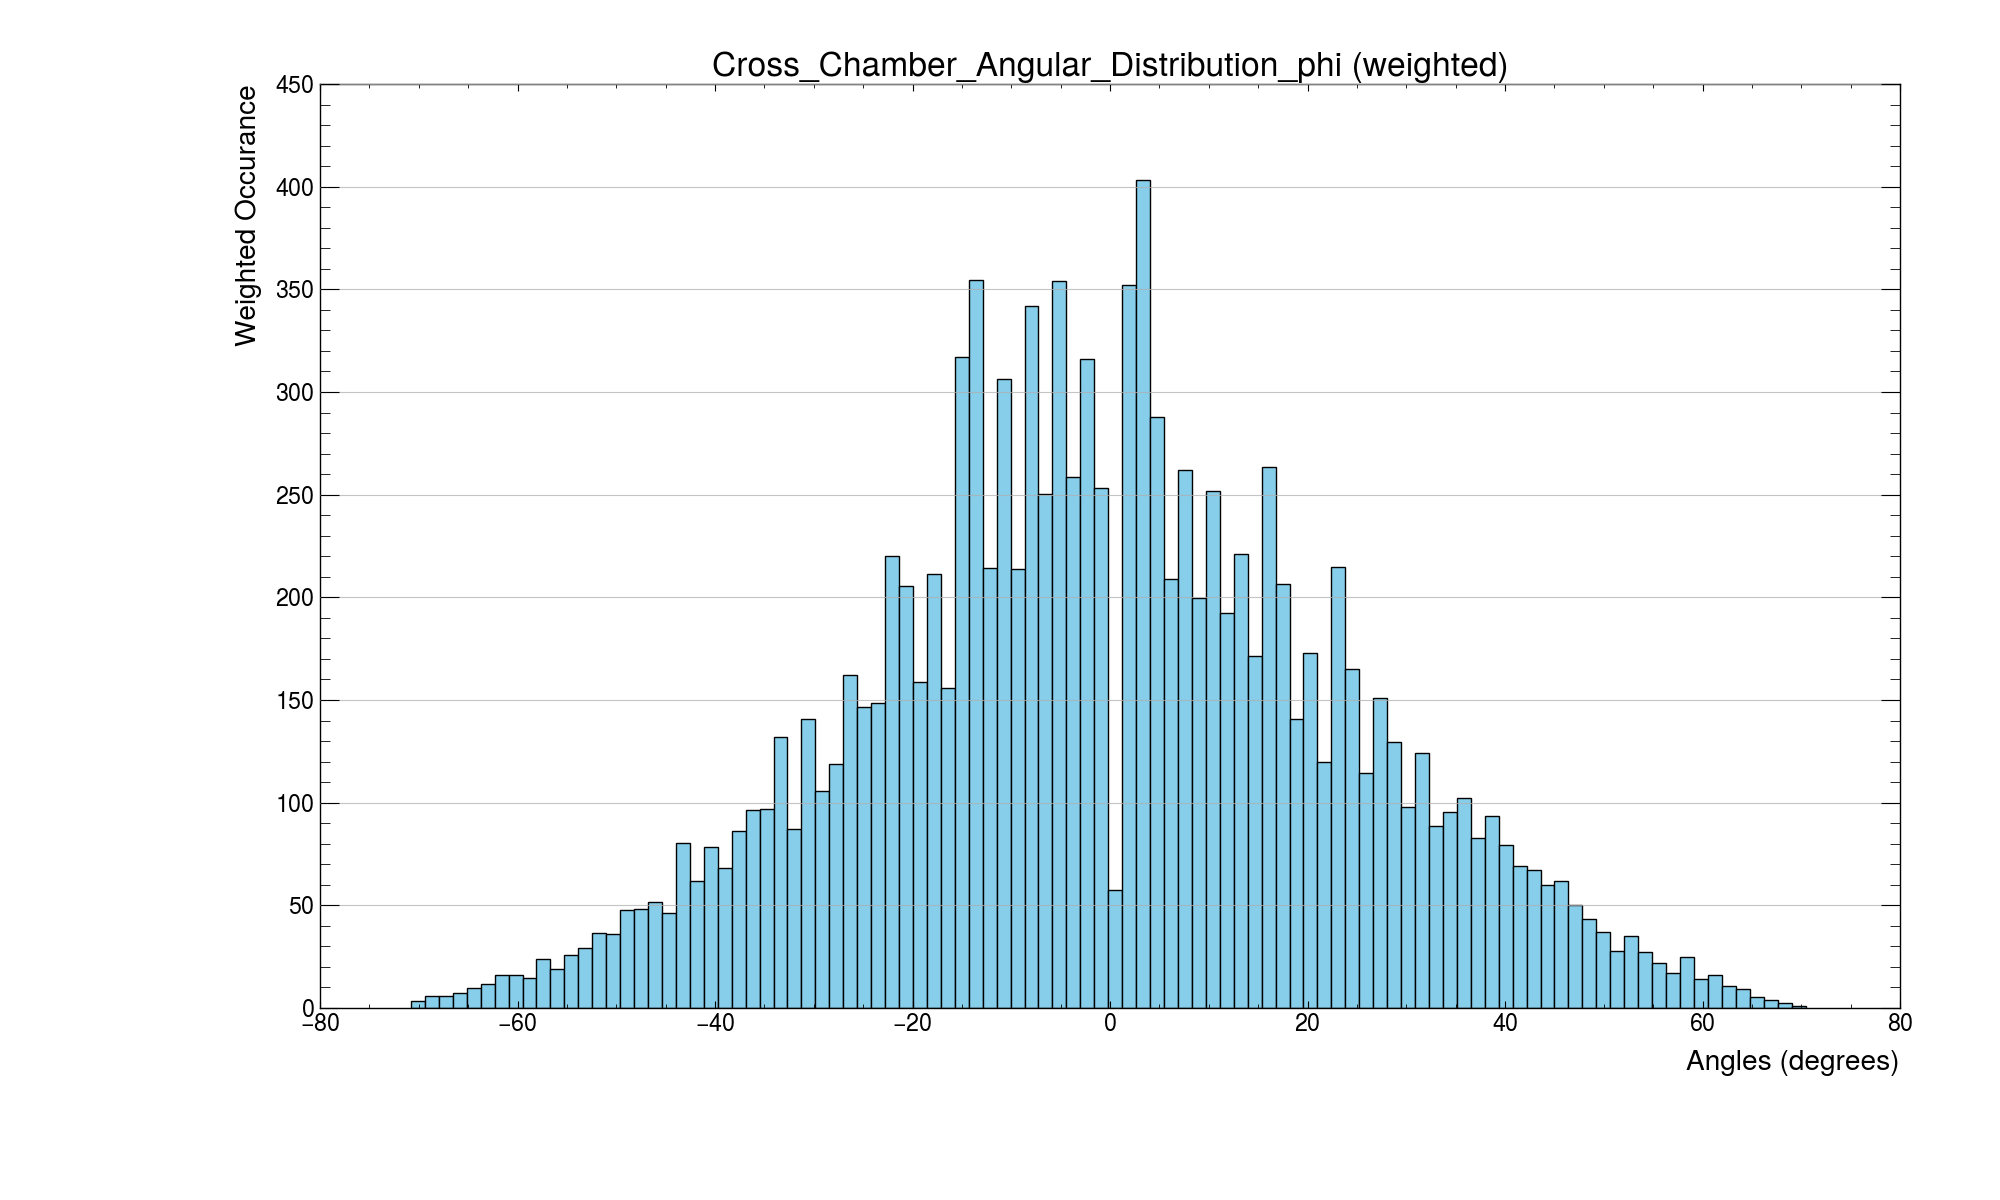 Cross_Chamber_Angular_Distribution_phi (weighted)
Weighted Occurance
450
400
350
300
250
200
150
100
50
0
−80 −60 −40 −20 0 20 40 60 80
Angles (degrees)